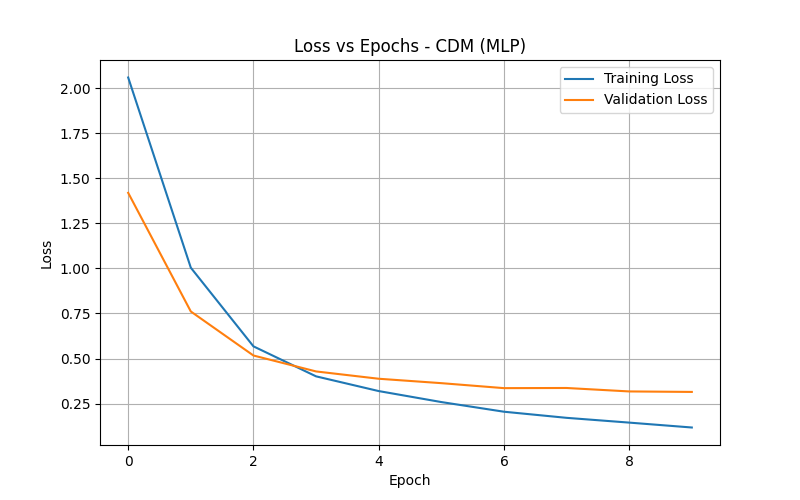 Loss vs Epochs - CDM (MLP)
Training Loss
Validation Loss
2.00
1.75
1.50
1.25
1.00
0.75
0.50
0.25
Loss
0 2 4 6 8
Epoch